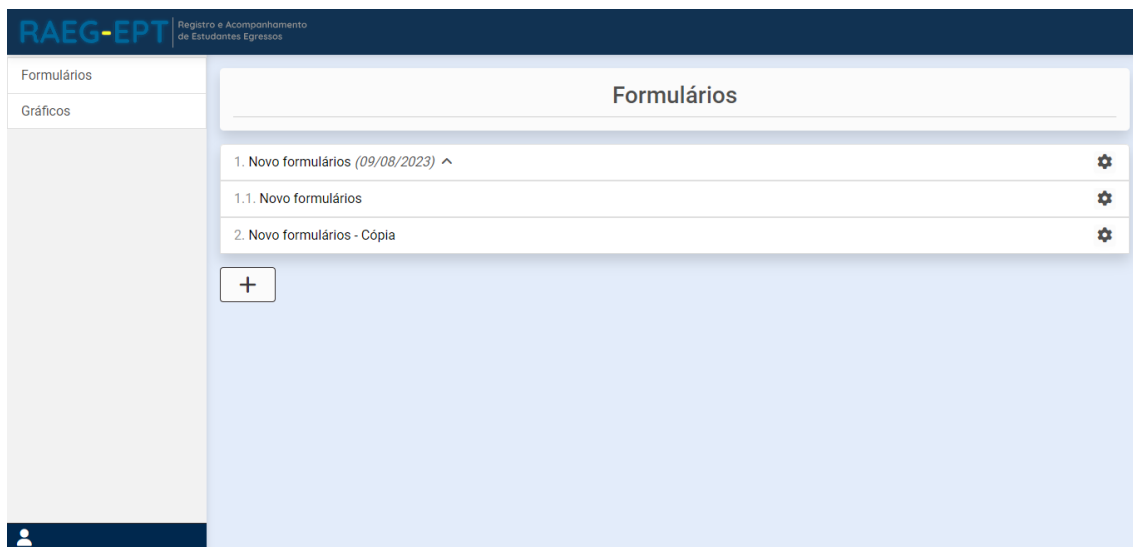 RAEG-EPT
Registro e Acompanhamento
de Estudantes Egressos
Formulários
Gráficos
Formulários
1. Novo formulários (09/08/2023)
1.1. Novo formulários
2. Novo formulários - Cópia
+